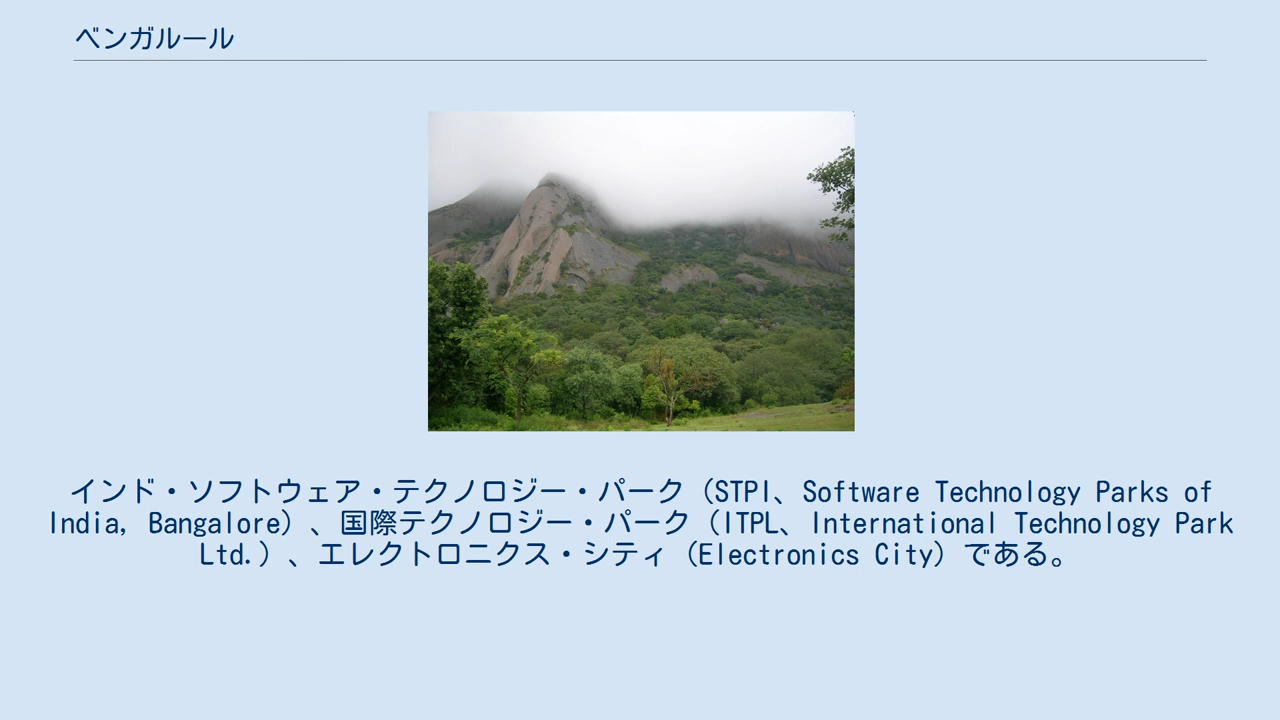 ベンガルール
インド・ソフトウェア・テクノロジー・パーク（STPI、Software Technology Parks of
India, Bangalore）、国際テクノロジー・パーク（ITPL、International Technology Park
Ltd.）、エレクトロニクス・シティ（Electronics City）である。